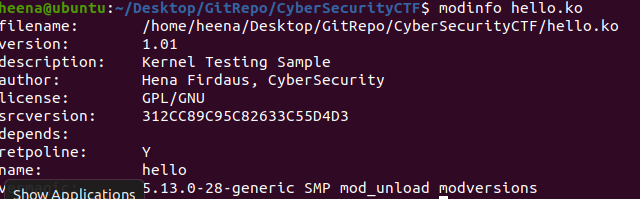 heena@ubuntu:~/Desktop/GitRepo/CyberSecurityCTF$ modinfo hello.ko
filename:       /home/heena/Desktop/GitRepo/CyberSecurityCTF/hello.ko
version:        1.01
description:    Kernel Testing Sample
author:         Hena Firdaus, CyberSecurity
license:        GPL/GNU
srcversion:     312CC89C95C82633C55D4D3
depends:
retpoline:      Y
name:           hello
5.13.0-28-generic SMP mod_unload modversions
Show Applications